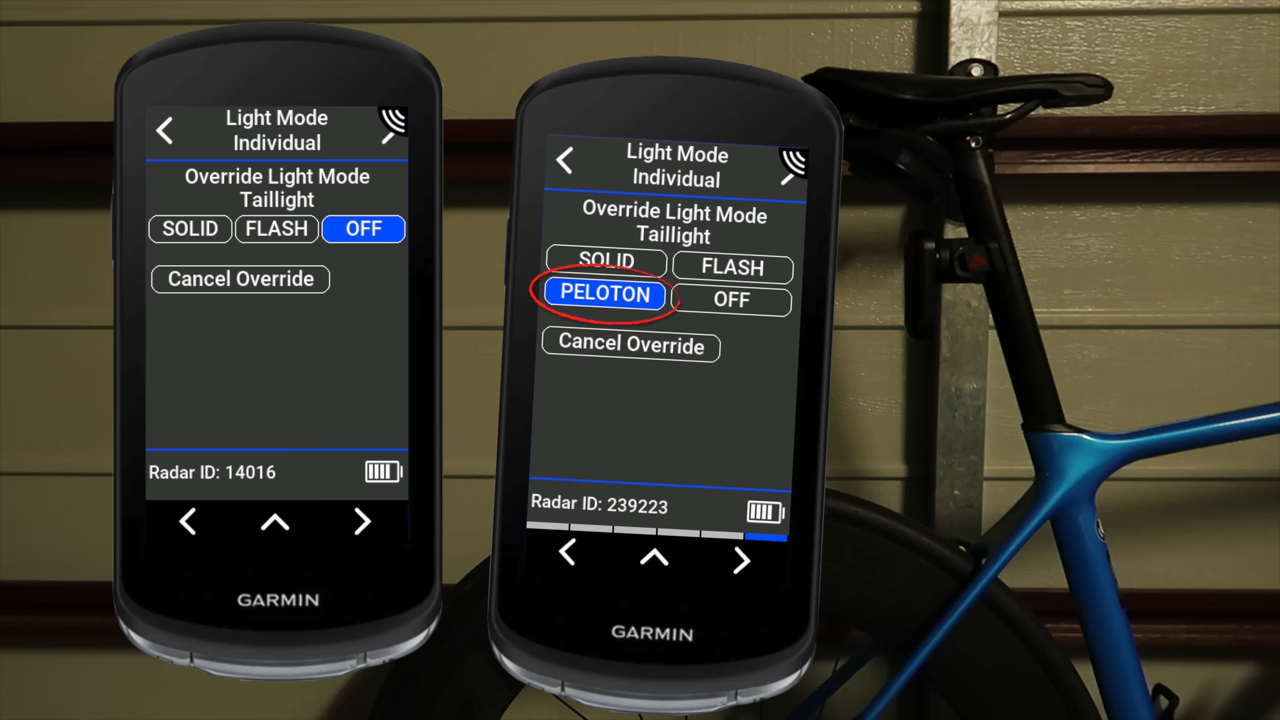 Light Mode
Individual
Override Light Mode
Taillight
SOLID FLASH OFF
Cancel Override
Radar ID: 14016
GARMIN
Light Mode
Individual
Override Light Mode
Taillight
SOLID FLASH
PELOTON OFF
Cancel Override
Radar ID: 239223
GARMIN